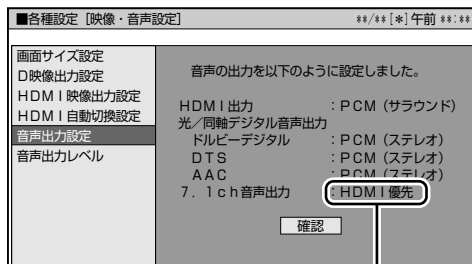 ■各種設定［映像・音声設定］ **/**[*]午前 **:**
画面サイズ設定
D映像出力設定
HDMI映像出力設定
HDMI自動切換設定
音声出力設定
音声出力レベル
音声の出力を以下のように設定しました。
HDMI出力 ：PCM（サラウンド）
光／同軸デジタル音声出力
ドルビーデジタル ：PCM（ステレオ）
DTS ：PCM（ステレオ）
AAC ：PCM（ステレオ）
7．1ch音声出力 ：HDMI優先
確認